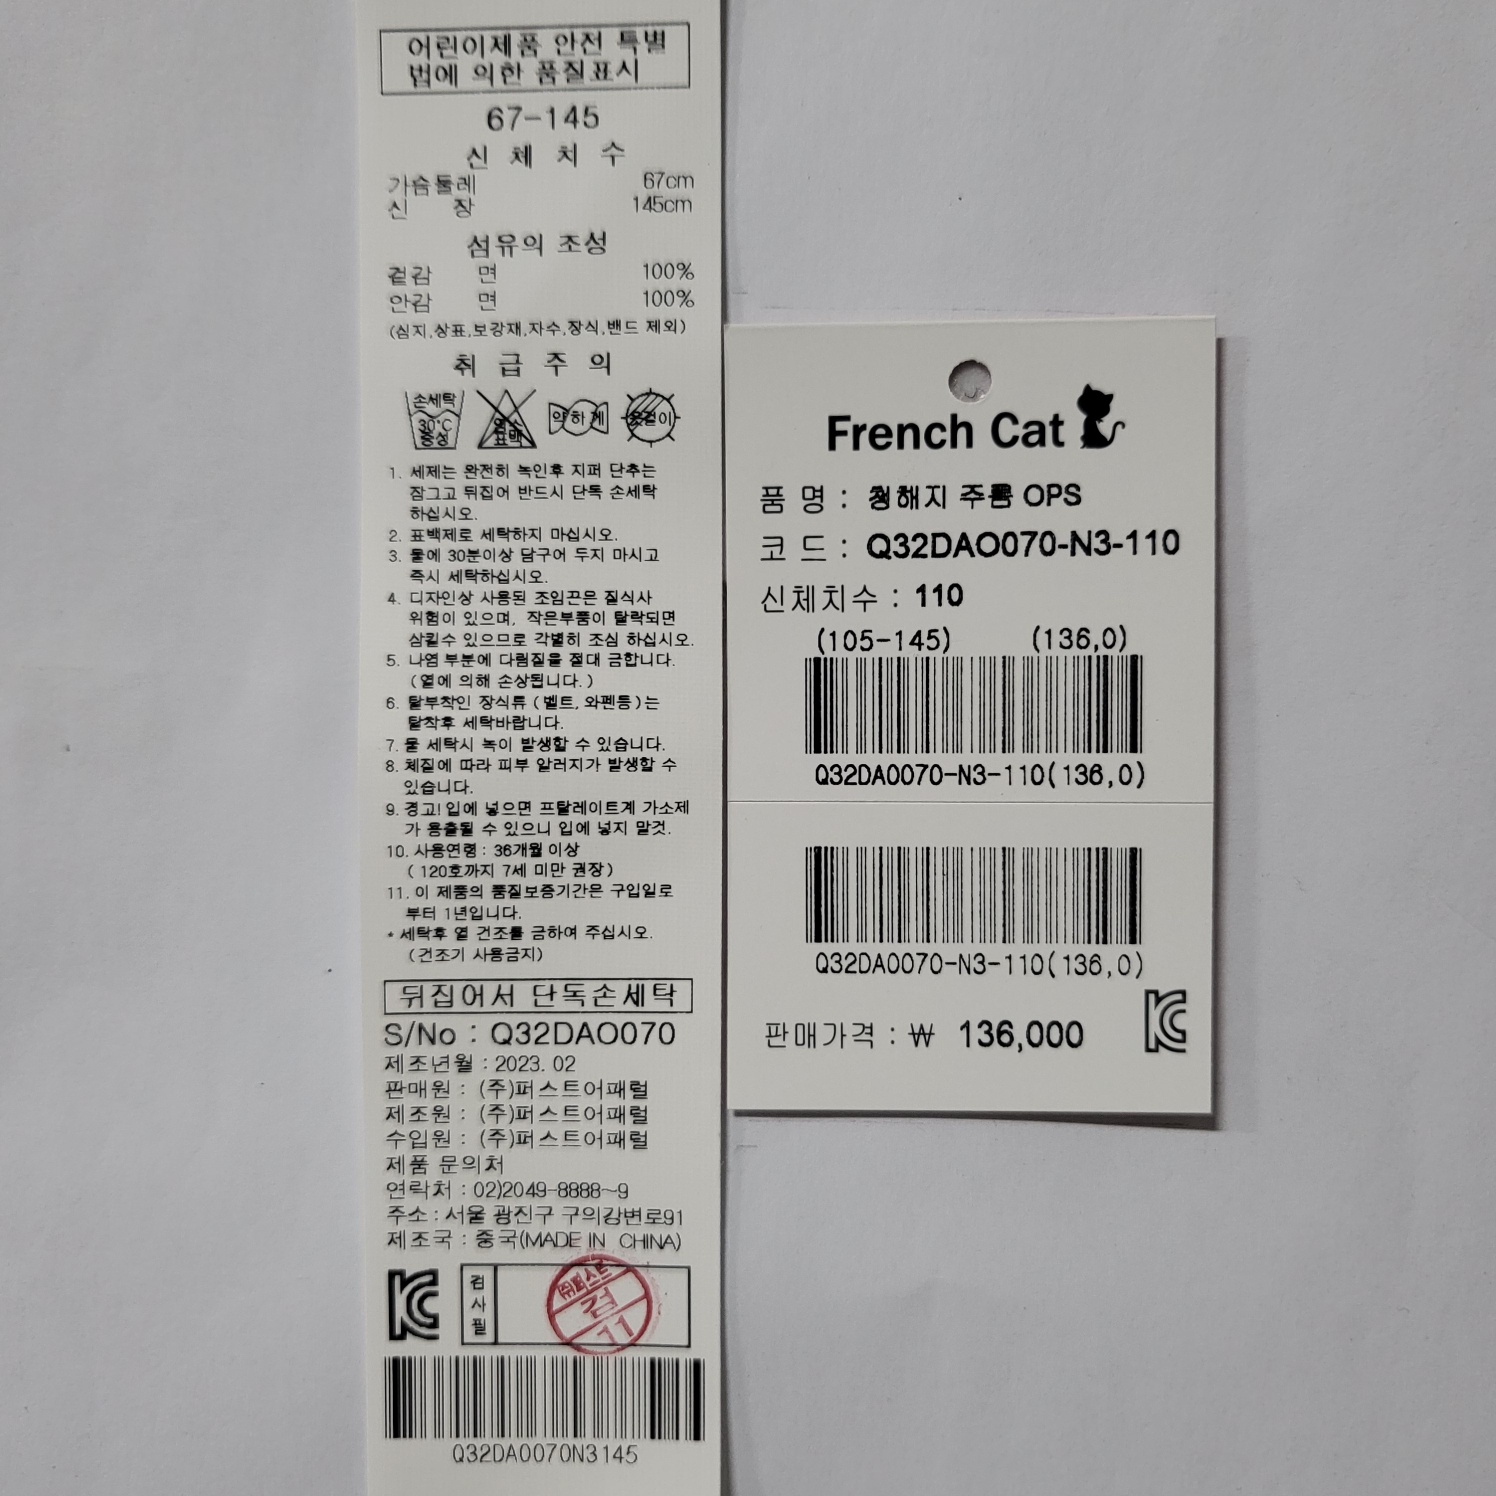 어린이제품 안전 특별
법에 의한 품질표시
67-145
신 체 치 수
가슴둘레 67cm
신 장 145cm
섬유의 조성
겉감 면 100%
안감 면 100%
(심지,상표,보강재,자수,장식,밴드 제외)
취 급 주 의
손세탁 30℃ 중성
염소 표백
약하게
옷걸이
1. 세제는 완전히 녹인후 지퍼 단추는
잠그고 뒤집어 반드시 단독 손세탁
하십시오.
2. 표백제로 세탁하지 마십시오.
3. 물에 30분이상 담구어 두지 마시고
즉시 세탁하십시오.
4. 디자인상 사용된 조임끈은 질식사
위험이 있으며, 작은부품이 탈락되면
삼킬수 있으므로 각별히 조심 하십시오.
5. 나염 부분에 다림질을 절대 금합니다.
(열에 의해 손상됩니다.)
6. 탈부착인 장식류 (벨트, 와펜등)는
탈착후 세탁바랍니다.
7. 물 세탁시 녹이 발생할 수 있습니다.
8. 체질에 따라 피부 알러지가 발생할 수
있습니다.
9. 경고! 입에 넣으면 프탈레이트계 가소제
가 용출될 수 있으니 입에 넣지 말것.
10. 사용연령 : 36개월 이상
( 120호까지 7세 미만 권장)
11. 이 제품의 품질보증기간은 구입일로
부터 1년입니다.
* 세탁후 열 건조를 금하여 주십시오.
(건조기 사용금지)
뒤집어서 단독손세탁
S/No : Q32DAO070
제조년월 : 2023. 02
판매원 : (주)퍼스트어패럴
제조원 : (주)퍼스트어패럴
수입원 : (주)퍼스트어패럴
제품 문의처
연락처 : 02)2049-8888~9
주소 : 서울 광진구 구의강변로91
제조국 : 중국(MADE IN CHINA)
KC
검사필
㈜퍼스트
검
11
Q32DAO070N3145
French Cat
품 명 : 청해지 주름 OPS
코 드 : Q32DAO070-N3-110
신체치수 : 110
(105-145) (136,0)
Q32DAO070-N3-110(136,0)
Q32DAO070-N3-110(136,0)
판매가격 : ₩ 136,000
KC